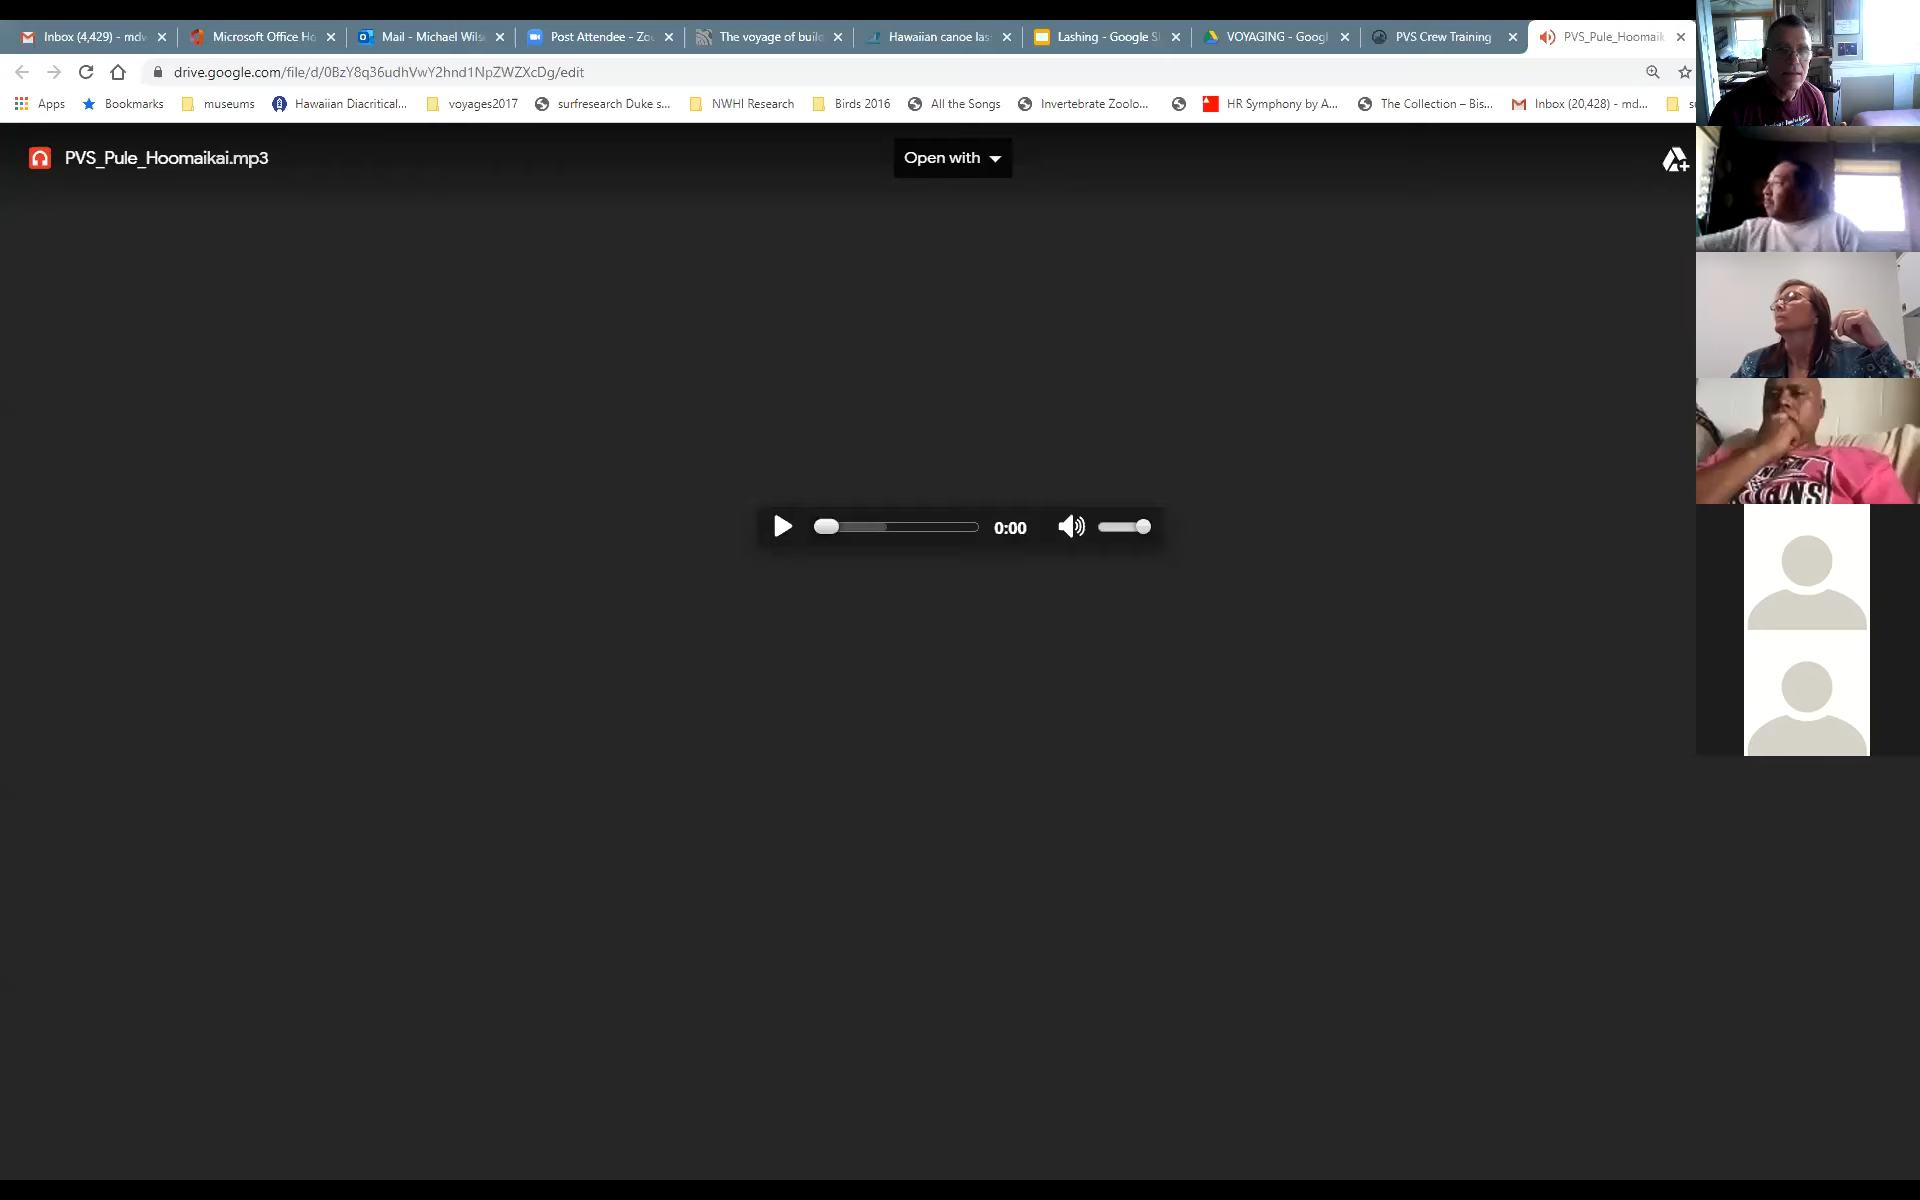 Inbox (4,429) - mdw Microsoft Office Ho Mail - Michael Wils Post Attendee - Zo The voyage of build Hawaiian canoe las Lashing - Google S VOYAGING - Googl PVS Crew Training PVS_Pule_Hoomaik
drive.google.com/file/d/0BzY8q36udhVwY2hnd1NpZWZXcDg/edit
Apps Bookmarks museums Hawaiian Diacritical... voyages2017 surfresearch Duke s... NWHI Research Birds 2016 All the Songs Invertebrate Zoolo... HR Symphony by A... The Collection – Bis... Inbox (20,428) - md...
PVS_Pule_Hoomaikai.mp3 Open with
0:00